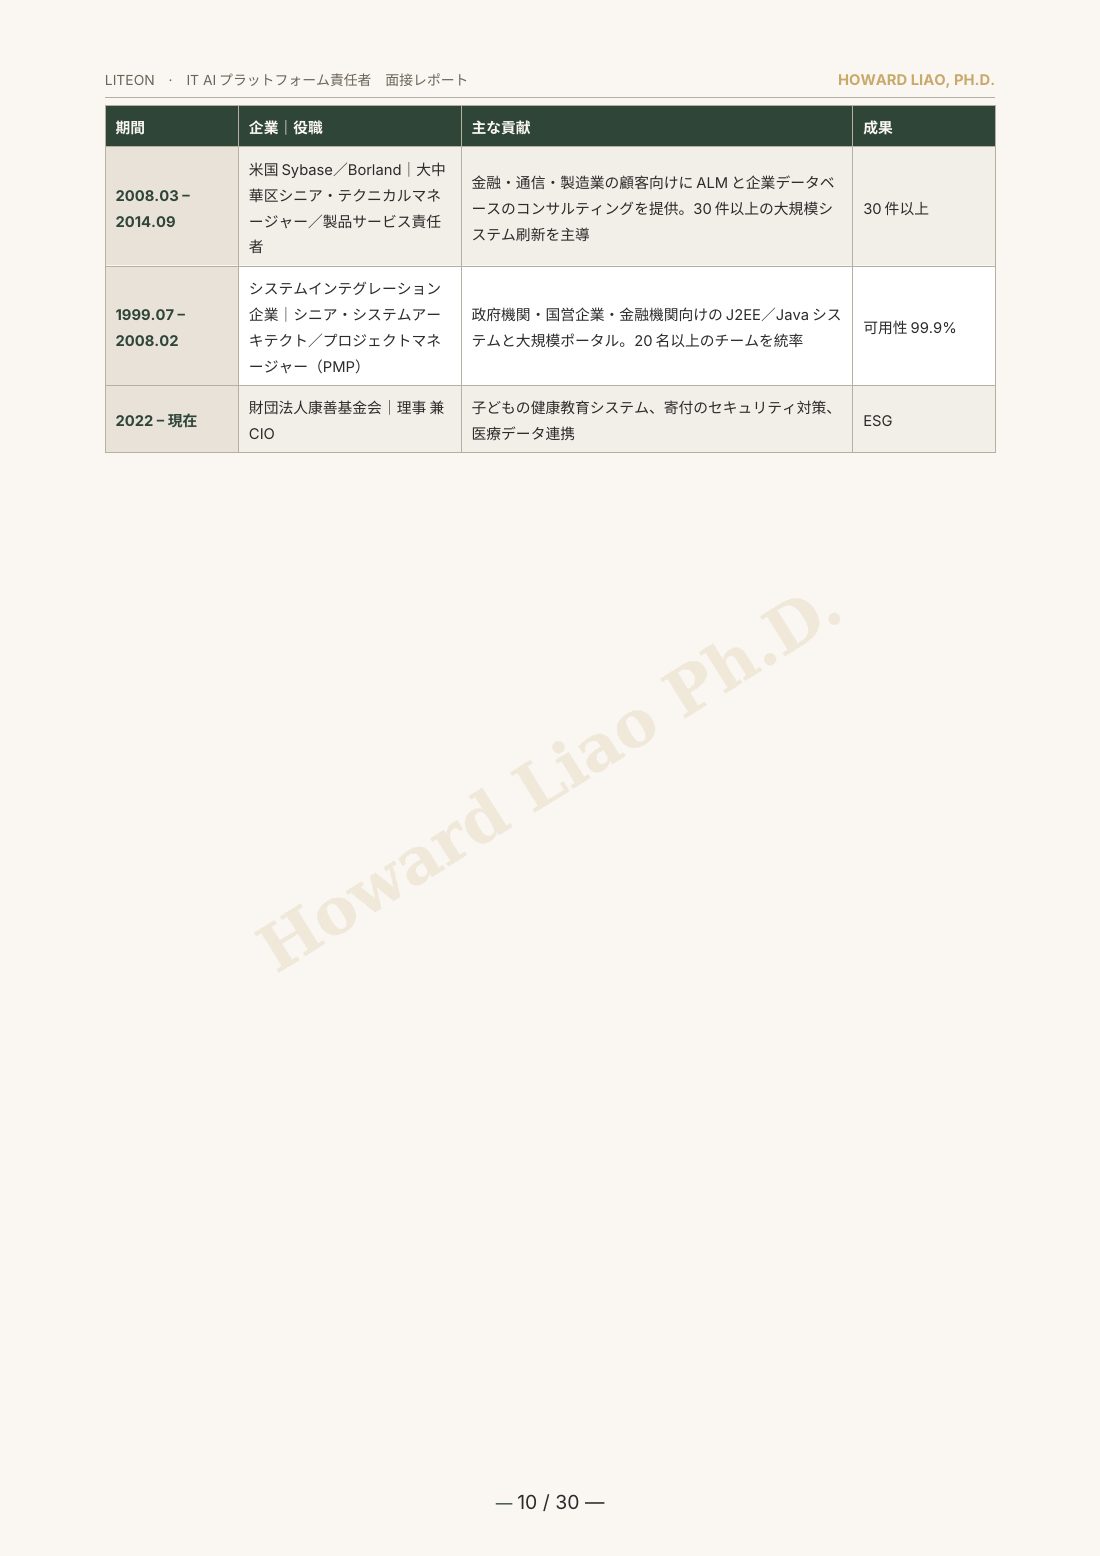 LITEON · IT AI プラットフォーム責任者 面接レポート
HOWARD LIAO, PH.D.
期間
企業｜役職
主な貢献
成果
2008.03 –
2014.09
米国 Sybase／Borland｜大中
華区シニア・テクニカルマネ
ージャー／製品サービス責任
者
金融・通信・製造業の顧客向けに ALM と企業データベ
ースのコンサルティングを提供。30 件以上の大規模シ
ステム刷新を主導
30 件以上
1999.07 –
2008.02
システムインテグレーション
企業｜シニア・システムアー
キテクト／プロジェクトマネ
ージャー（PMP）
政府機関・国営企業・金融機関向けの J2EE／Java シス
テムと大規模ポータル。20 名以上のチームを統率
可用性 99.9%
2022 – 現在
財団法人康善基金会｜理事 兼
CIO
子どもの健康教育システム、寄付のセキュリティ対策、
医療データ連携
ESG
Howard Liao Ph.D.
— 10 / 30 —